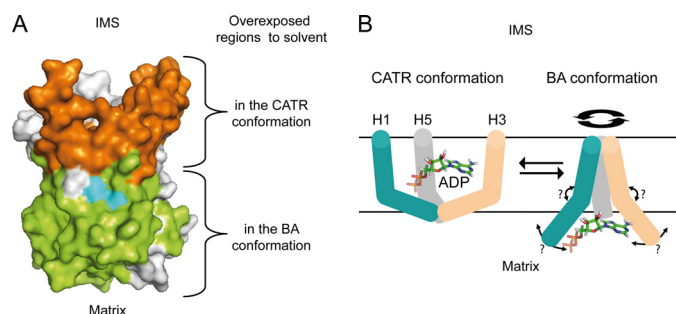 A
IMS
Overexposed
regions to solvent
in the CATR
conformation
in the BA
conformation
Matrix
B
IMS
CATR conformation
BA conformation
H1
H5
H3
ADP
?
?
?
?
Matrix